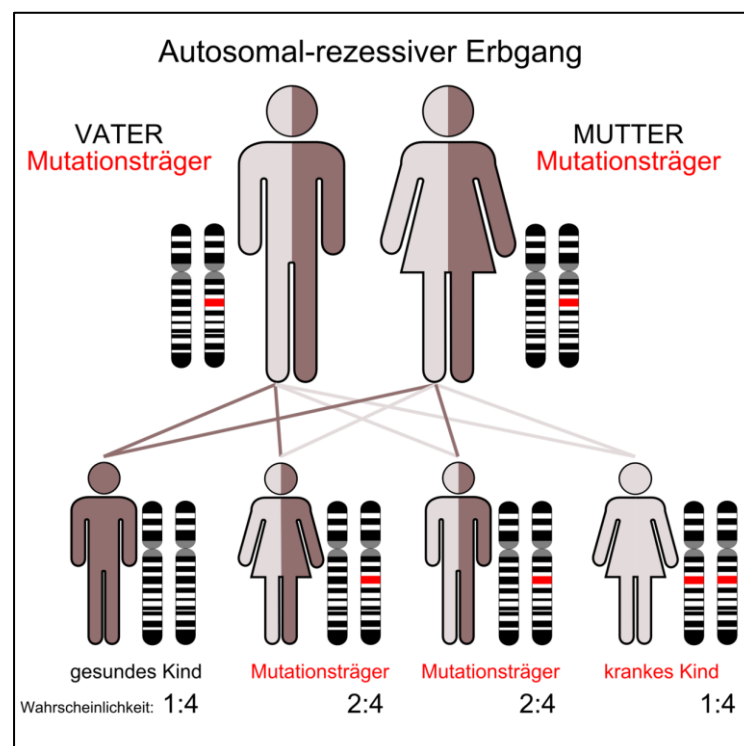 Autosomal-rezessiver Erbgang
VATER
Mutationsträger
MUTTER
Mutationsträger
gesundes Kind
Mutationsträger
Mutationsträger
krankes Kind
Wahrscheinlichkeit: 1:4
2:4
2:4
1:4